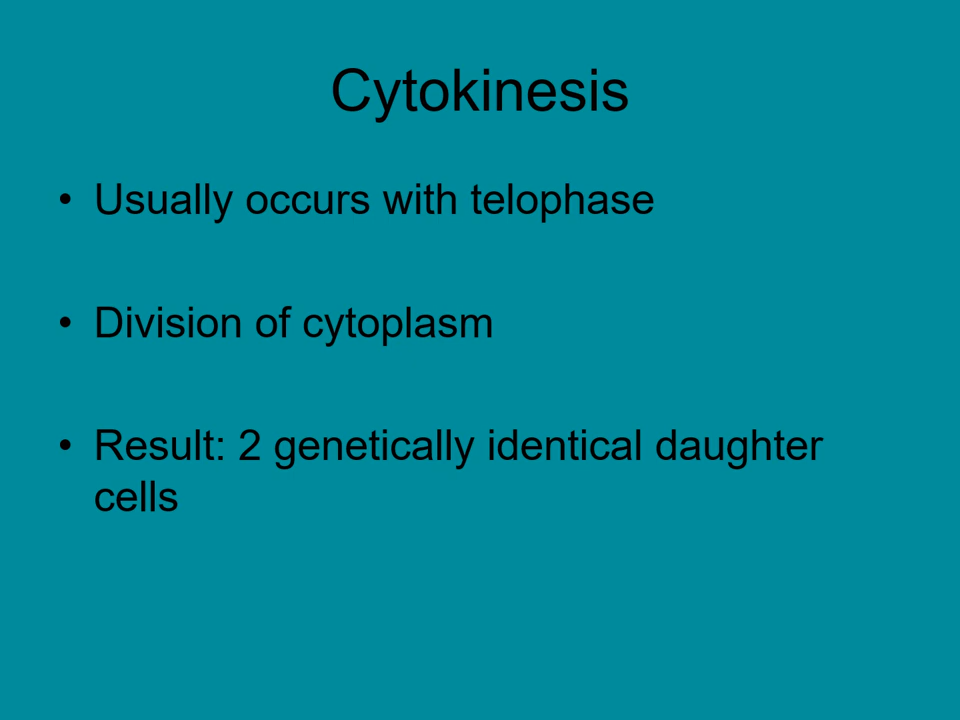 Cytokinesis
• Usually occurs with telophase
• Division of cytoplasm
• Result: 2 genetically identical daughter
cells